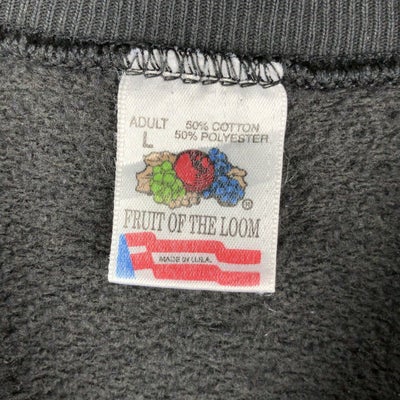 ADULT 50% COTTON
L 50% POLYESTER
®
FRUIT OF THE LOOM
MADE IN U.S.A.